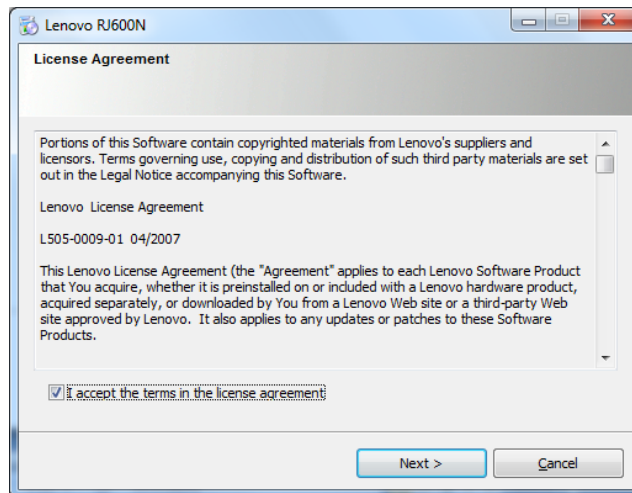 Lenovo RJ600N
License Agreement
Portions of this Software contain copyrighted materials from Lenovo's suppliers and
licensors. Terms governing use, copying and distribution of such third party materials are set
out in the Legal Notice accompanying this Software.
Lenovo License Agreement
L505-0009-01 04/2007
This Lenovo License Agreement (the "Agreement" applies to each Lenovo Software Product
that You acquire, whether it is preinstalled on or included with a Lenovo hardware product,
acquired separately, or downloaded by You from a Lenovo Web site or a third-party Web
site approved by Lenovo. It also applies to any updates or patches to these Software
Products.
I accept the terms in the license agreement
Next >
Cancel